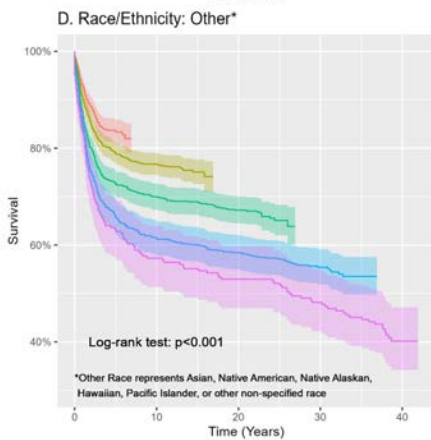 D. Race/Ethnicity: Other*
100%
80%
60%
40%
Survival
Log-rank test: p<0.001
*Other Race represents Asian, Native American, Native Alaskan,
Hawaiian, Pacific Islander, or other non-specified race
0 10 20 30 40
Time (Years)